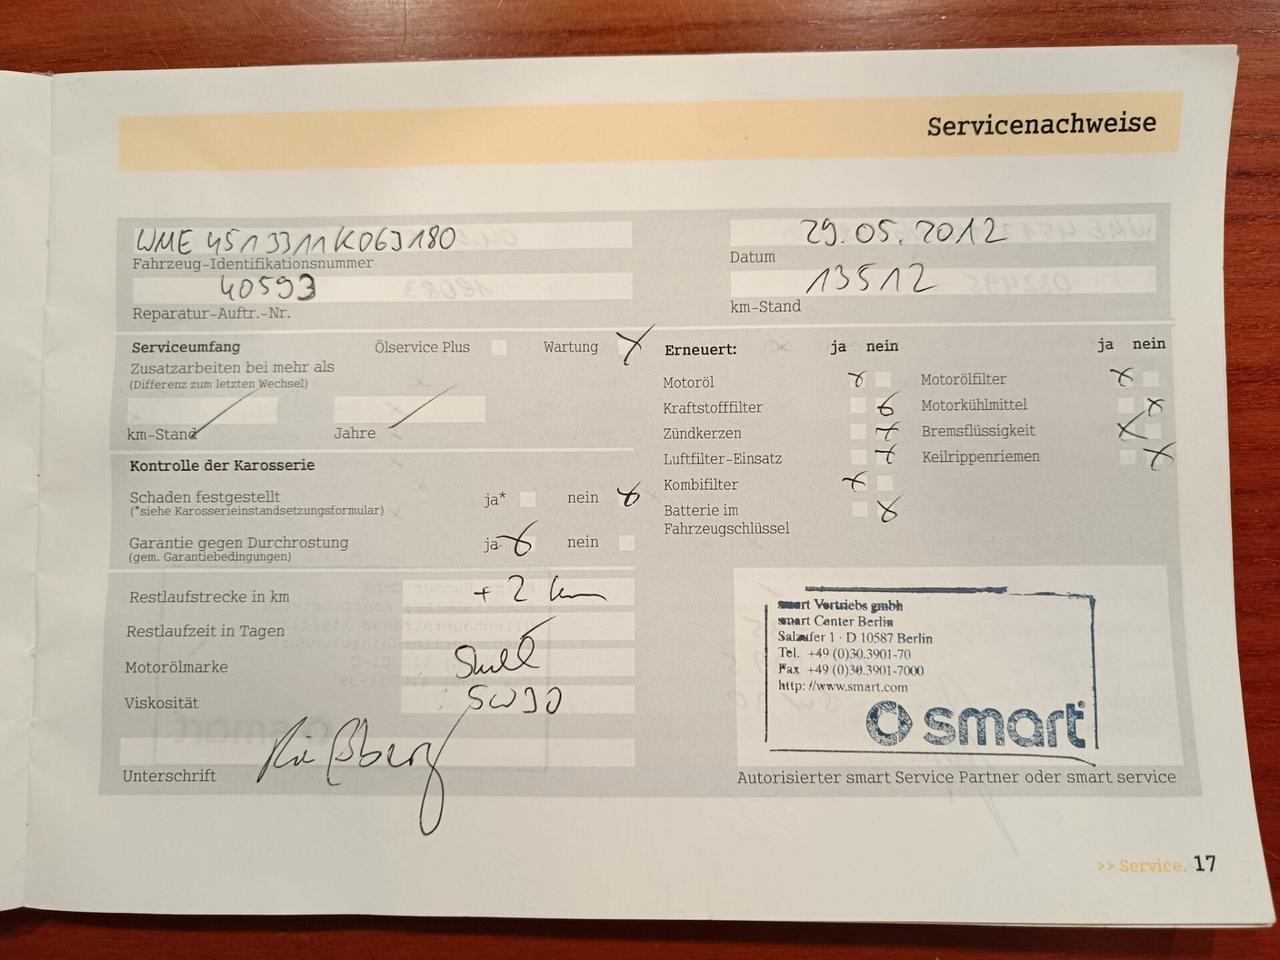 Servicenachweise
WME 4513311K063180
Fahrzeug-Identifikationsnummer
40593
Reparatur-Auftr.-Nr.
29.05.2012
Datum
13512
km-Stand
Serviceumfang
Ölservice Plus
Wartung
Zusatzarbeiten bei mehr als
(Differenz zum letzten Wechsel)
km-Stand
Jahre
Kontrolle der Karosserie
Schaden festgestellt ja* nein
(*siehe Karosserieinstandsetzungsformular)
Garantie gegen Durchrostung ja nein
(gem. Garantiebedingungen)
Restlaufstrecke in km + 2 km
Restlaufzeit in Tagen
Motorölmarke Shell
Viskosität 5W30
Unterschrift
Erneuert: ja nein
Motoröl
Kraftstofffilter
Zündkerzen
Luftfilter-Einsatz
Kombifilter
Batterie im
Fahrzeugschlüssel
ja nein
Motorölfilter
Motorkühlmittel
Bremsflüssigkeit
Keilrippenriemen
smart Vertriebs gmbh
smart Center Berlin
Salzufer 1 · D 10587 Berlin
Tel. +49 (0)30.3901-70
Fax +49 (0)30.3901-7000
http://www.smart.com
smart
Autorisierter smart Service Partner oder smart service
>> Service. 17